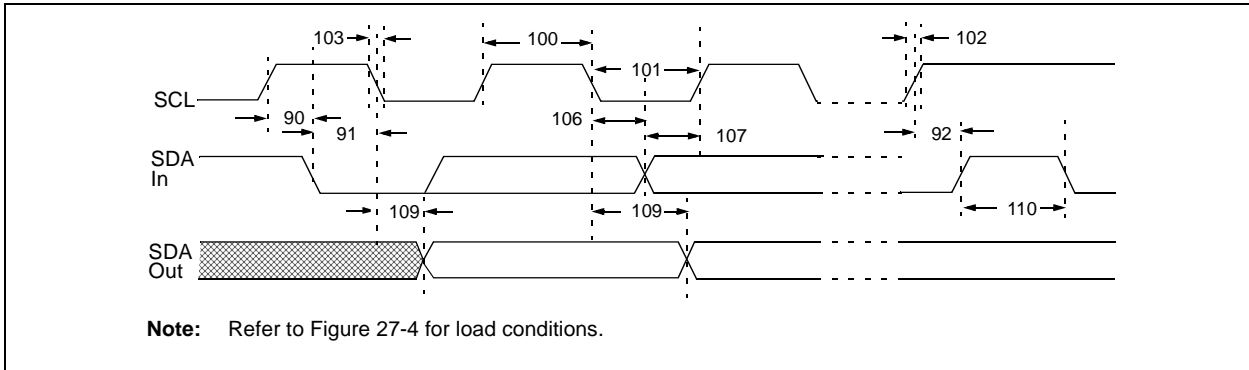 103
100
102
101
SCL
90
91
106
107
92
SDA
In
109
109
110
SDA
Out
Note: Refer to Figure 27-4 for load conditions.